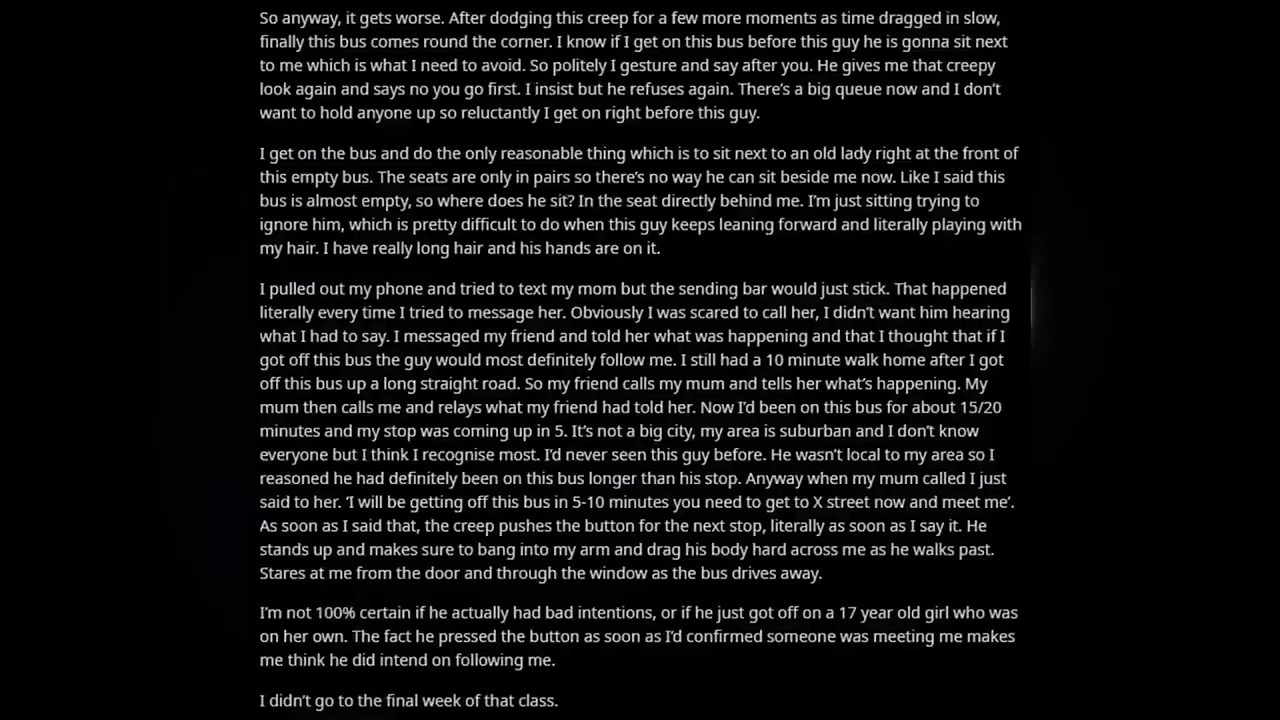 So anyway, it gets worse. After dodging this creep for a few more moments as time dragged in slow,
finally this bus comes round the corner. I know if I get on this bus before this guy he is gonna sit next
to me which is what I need to avoid. So politely I gesture and say after you. He gives me that creepy
look again and says no you go first. I insist but he refuses again. There's a big queue now and I don't
want to hold anyone up so reluctantly I get on right before this guy.
I get on the bus and do the only reasonable thing which is to sit next to an old lady right at the front of
this empty bus. The seats are only in pairs so there's no way he can sit beside me now. Like I said this
bus is almost empty, so where does he sit? In the seat directly behind me. I'm just sitting trying to
ignore him, which is pretty difficult to do when this guy keeps leaning forward and literally playing with
my hair. I have really long hair and his hands are on it.
I pulled out my phone and tried to text my mom but the sending bar would just stick. That happened
literally every time I tried to message her. Obviously I was scared to call her, I didn't want him hearing
what I had to say. I messaged my friend and told her what was happening and that I thought that if I
got off this bus the guy would most definitely follow me. I still had a 10 minute walk home after I got
off this bus up a long straight road. So my friend calls my mum and tells her what's happening. My
mum then calls me and relays what my friend had told her. Now I'd been on this bus for about 15/20
minutes and my stop was coming up in 5. It's not a big city, my area is suburban and I don't know
everyone but I think I recognise most. I'd never seen this guy before. He wasn't local to my area so I
reasoned he had definitely been on this bus longer than his stop. Anyway when my mum called I just
said to her. 'I will be getting off this bus in 5-10 minutes you need to get to X street now and meet me'.
As soon as I said that, the creep pushes the button for the next stop, literally as soon as I say it. He
stands up and makes sure to bang into my arm and drag his body hard across me as he walks past.
Stares at me from the door and through the window as the bus drives away.
I'm not 100% certain if he actually had bad intentions, or if he just got off on a 17 year old girl who was
on her own. The fact he pressed the button as soon as I'd confirmed someone was meeting me makes
me think he did intend on following me.
I didn't go to the final week of that class.